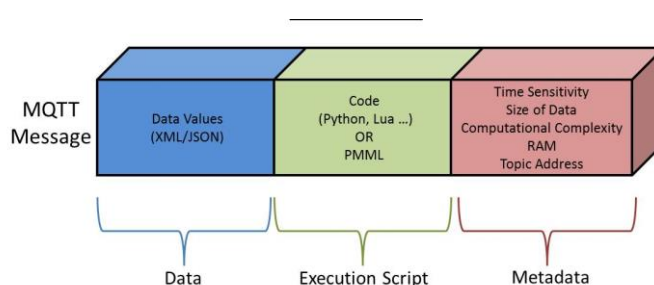 MQTT
Message
Data Values
(XML/JSON)
Code
(Python, Lua ...)
OR
PMML
Time Sensitivity
Size of Data
Computational Complexity
RAM
Topic Address
Data
Execution Script
Metadata